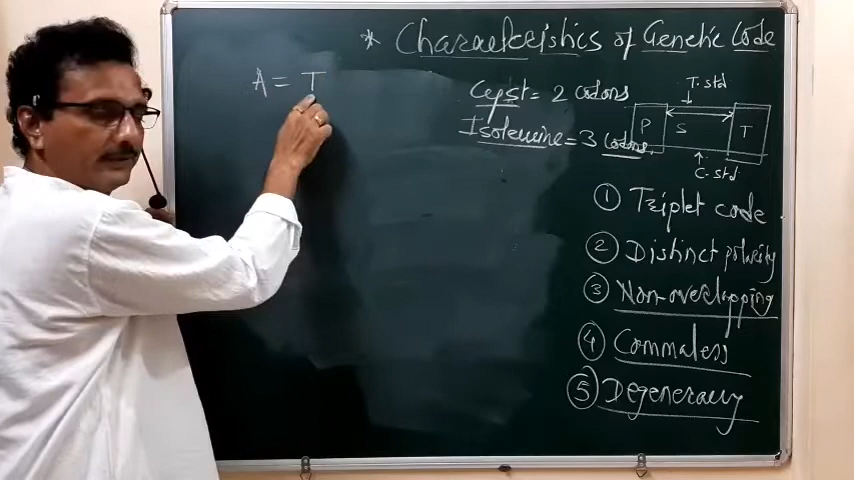 * Characteristics of Genetic Code
A = T
Cyst = 2 codons
Isoleucine = 3 codons.
T. std
P S T
C. std
1 Triplet code
2 Distinct polarity
3 Non-overlapping
4 Commaless
5 Degeneracy